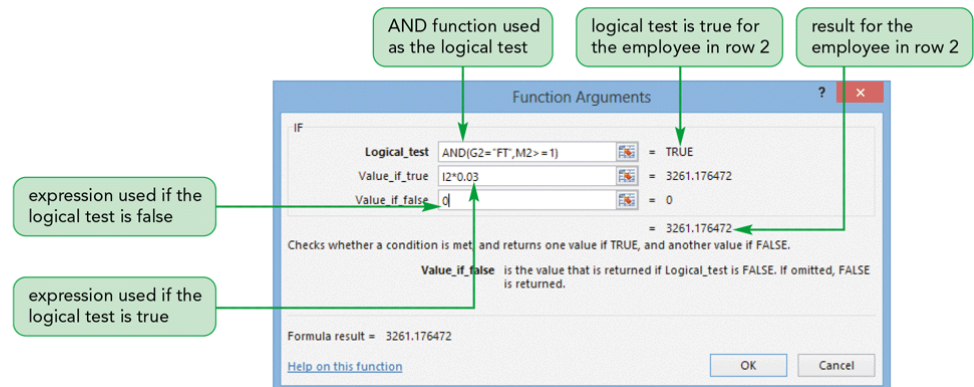 AND function used
as the logical test
logical test is true for
the employee in row 2
result for the
employee in row 2
Function Arguments
?
×
IF
Logical_test AND(G2="FT",M2>=1) = TRUE
Value_if_true I2*0.03 = 3261.176472
Value_if_false 0 = 0
= 3261.176472
expression used if the
logical test is false
Checks whether a condition is met, and returns one value if TRUE, and another value if FALSE.
Value_if_false is the value that is returned if Logical_test is FALSE. If omitted, FALSE
is returned.
expression used if the
logical test is true
Formula result = 3261.176472
Help on this function
OK
Cancel